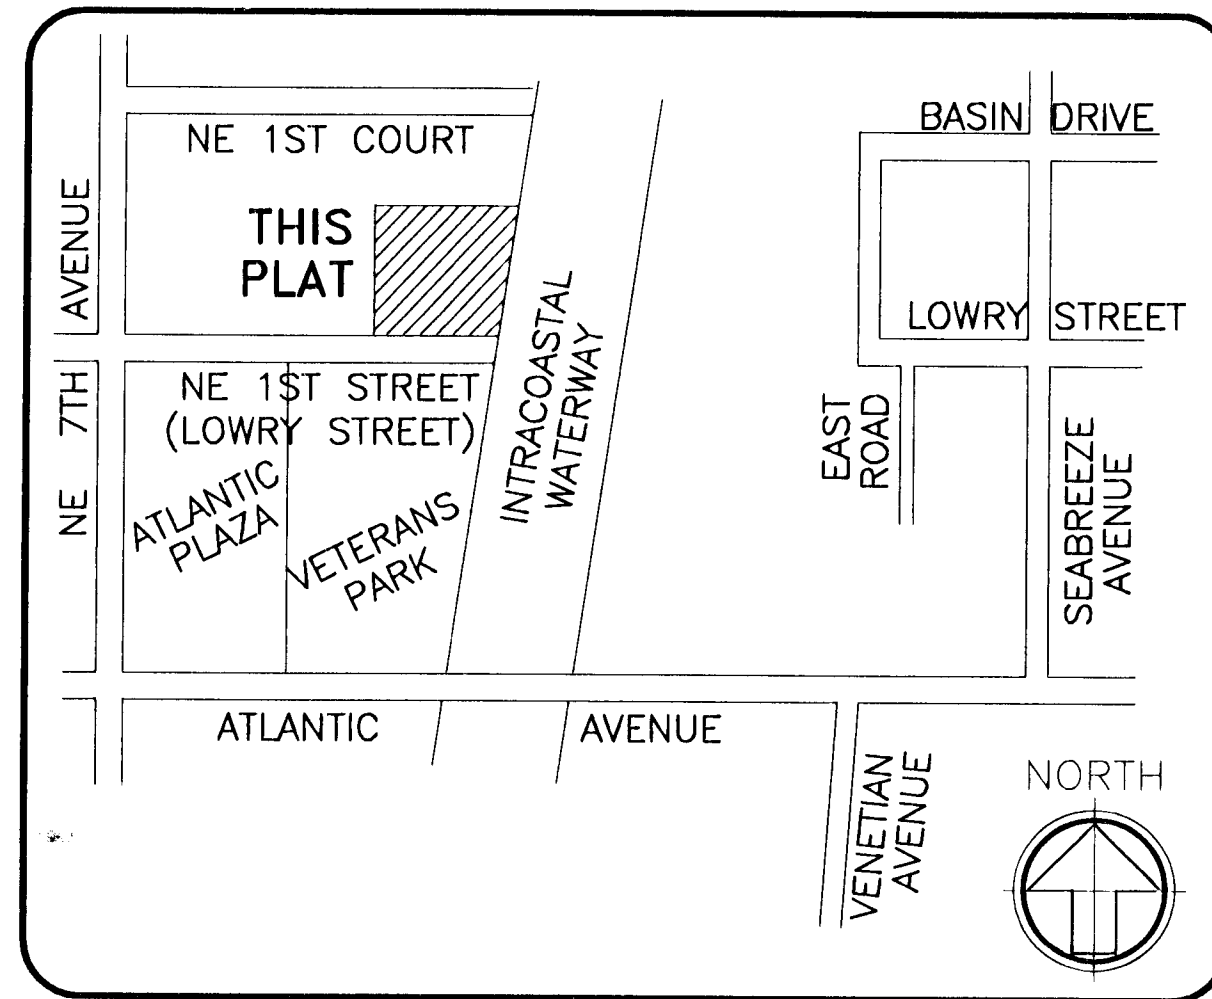 BASIN DRIVE
NE 1ST COURT
THIS
PLAT
NE 7TH AVENUE
LOWRY STREET
NE 1ST STREET
(LOWRY STREET)
INTRACOASTAL
WATERWAY
EAST
ROAD
SEABREEZE
AVENUE
ATLANTIC
PLAZA
VETERANS
PARK
ATLANTIC AVENUE
VENETIAN
AVENUE
NORTH